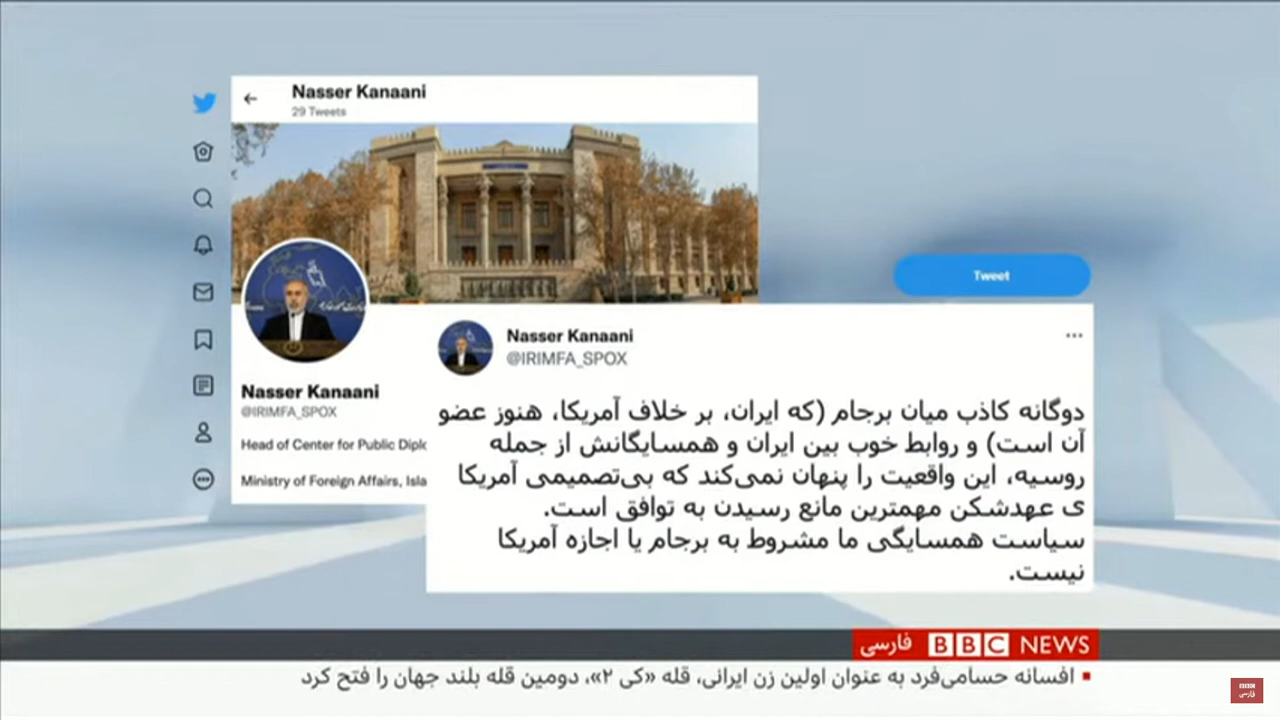 Nasser Kanaani
29 Tweets
Tweet
Nasser Kanaani
@IRIMFA_SPOX
Head of Center for Public Diplo
Ministry of Foreign Affairs, Isla
Nasser Kanaani
@IRIMFA_SPOX
دوگانه کاذب میان برجام (که ایران، بر خلاف آمریکا، هنوز عضو
آن است) و روابط خوب بین ایران و همسایگانش از جمله
روسیه، این واقعیت را پنهان نمی‌کند که بی‌تصمیمی آمریکا
ی عهدشکن مهمترین مانع رسیدن به توافق است.
سیاست همسایگی ما مشروط به برجام یا اجازه آمریکا
نیست.
BBC NEWS فارسی
افسانه حسامی‌فرد به عنوان اولین زن ایرانی، قله «کی ۲»، دومین قله بلند جهان را فتح کرد
BBC
فارسی